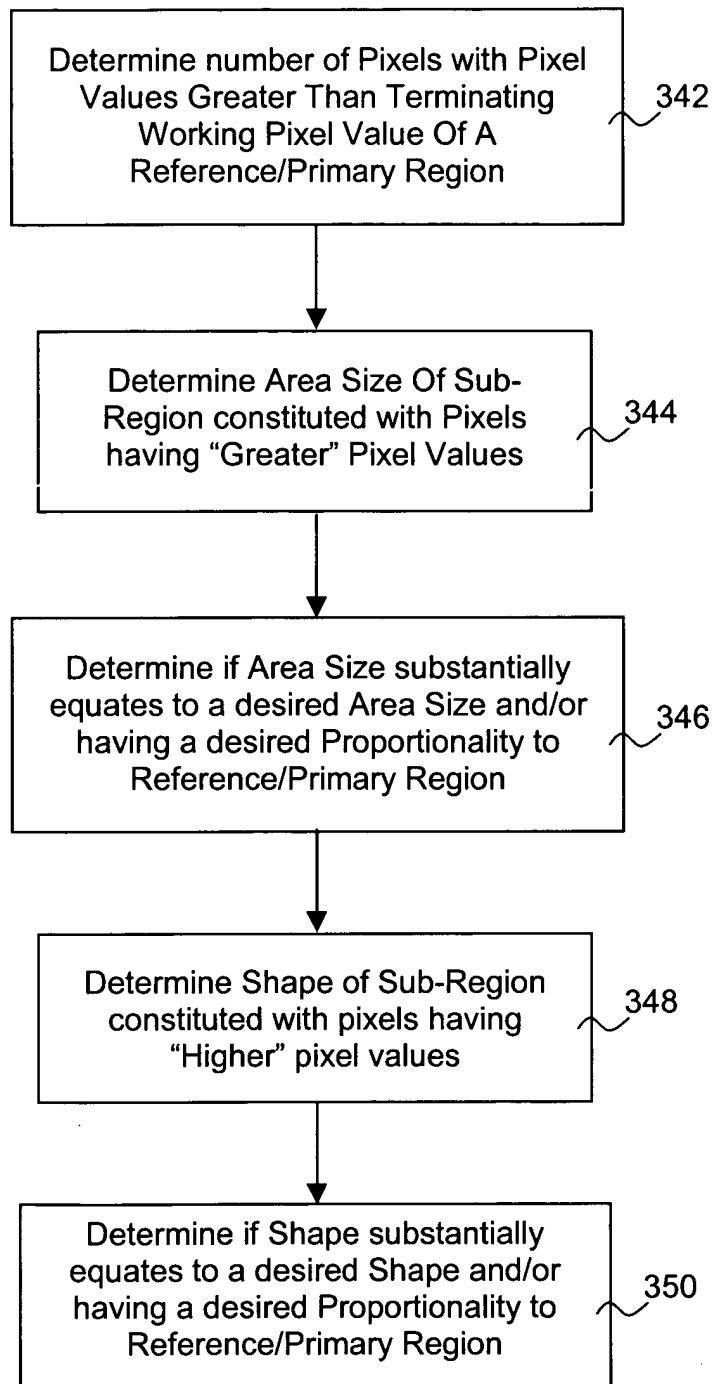 Determine number of Pixels with Pixel
Values Greater Than Terminating
Working Pixel Value Of A
Reference/Primary Region
342
Determine Area Size Of Sub-
Region constituted with Pixels
having “Greater” Pixel Values
344
Determine if Area Size substantially
equates to a desired Area Size and/or
having a desired Proportionality to
Reference/Primary Region
346
Determine Shape of Sub-Region
constituted with pixels having
“Higher” pixel values
348
Determine if Shape substantially
equates to a desired Shape and/or
having a desired Proportionality to
Reference/Primary Region
350